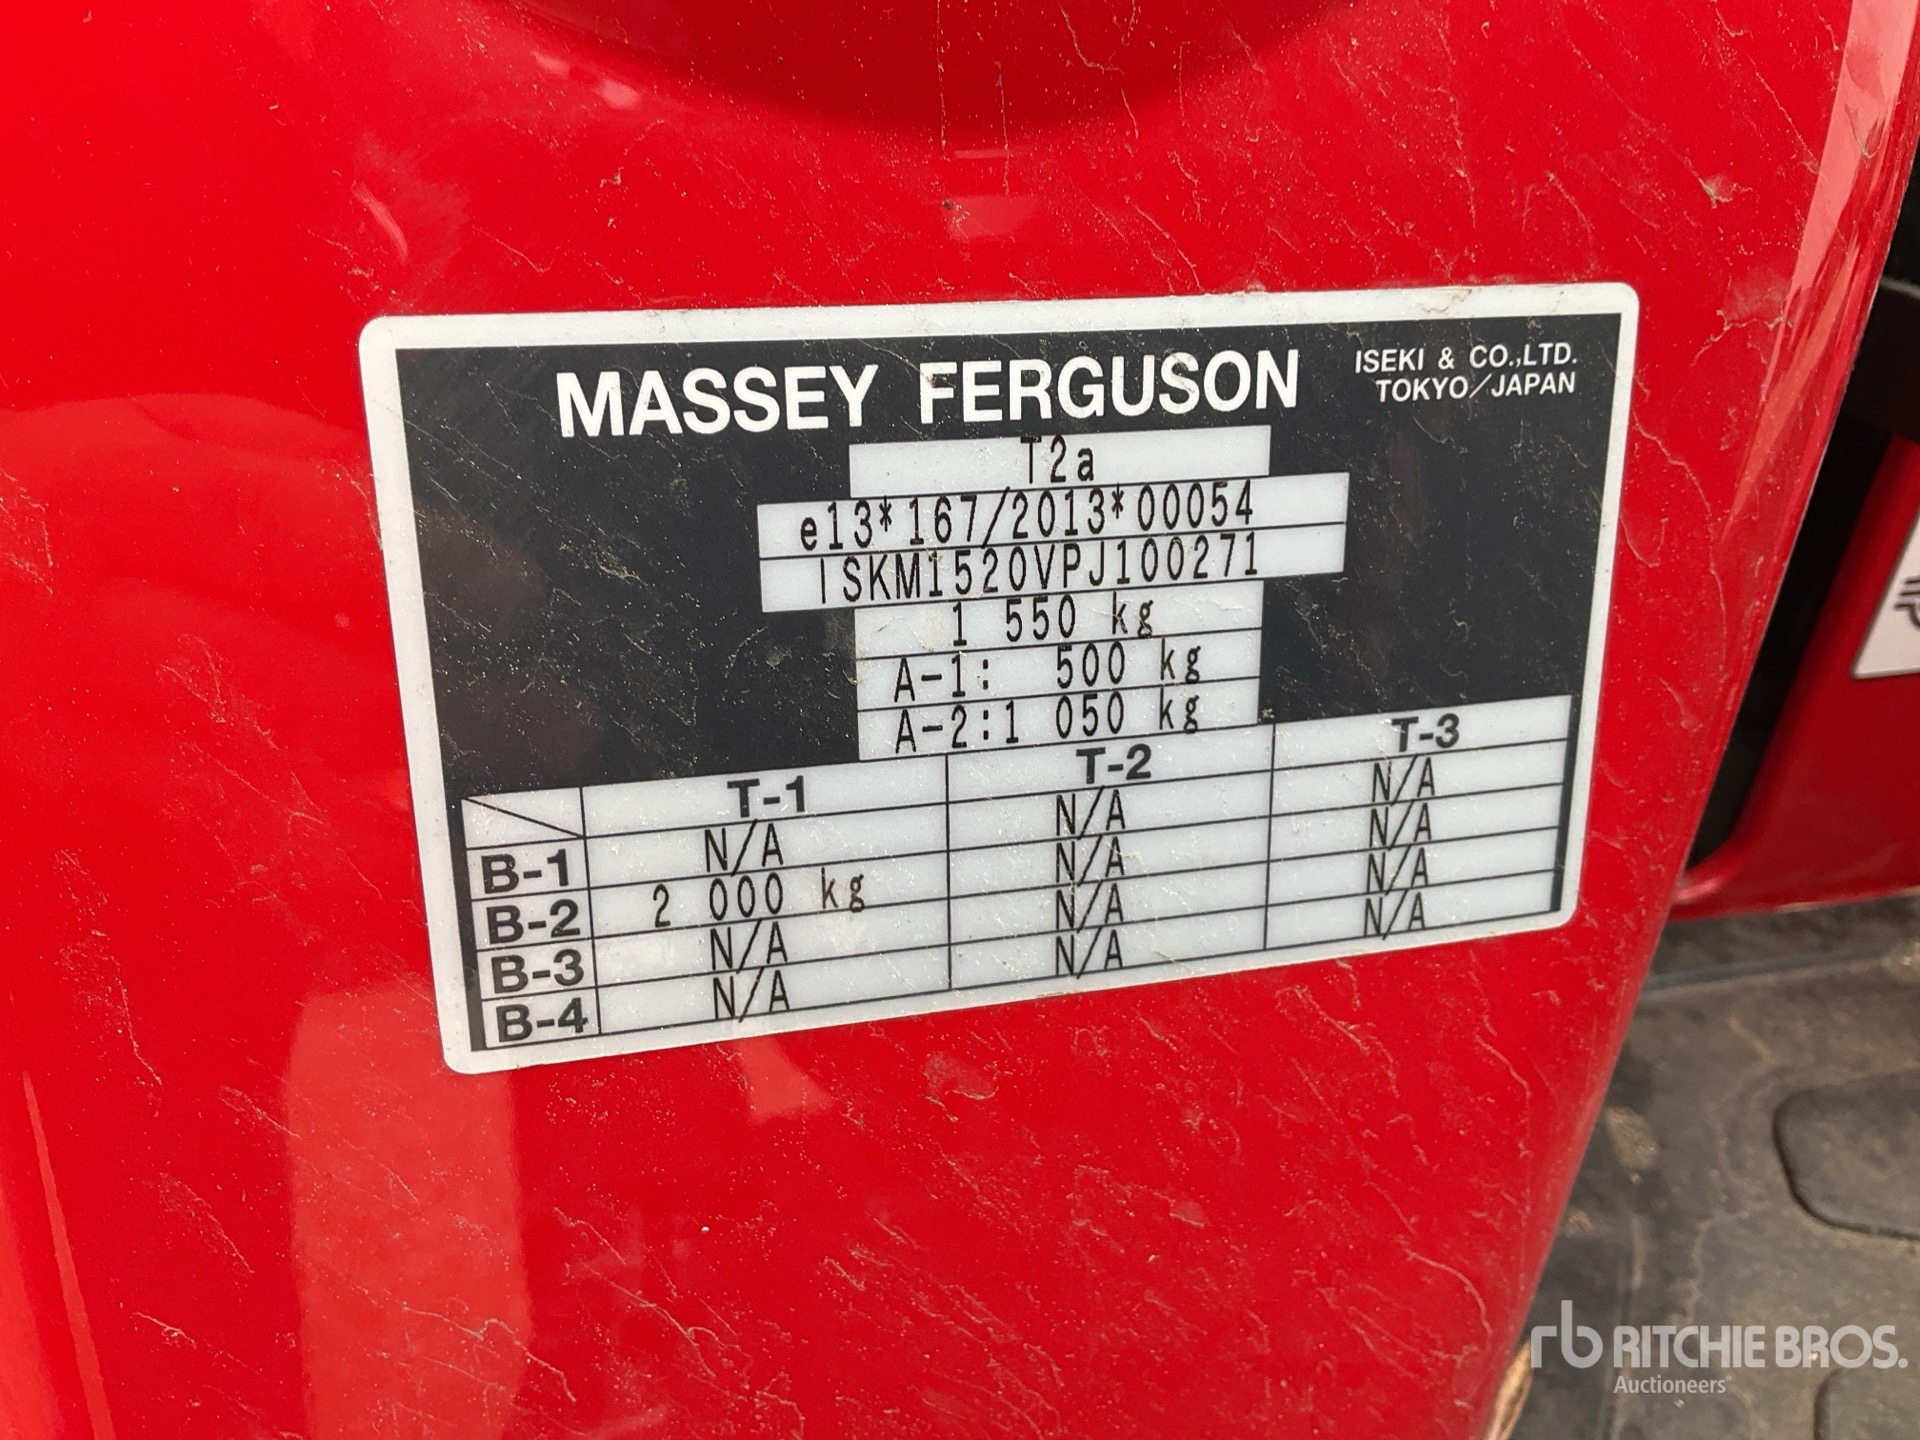 MASSEY FERGUSON
ISEKI & CO.,LTD.
TOKYO/JAPAN
T2a
e13*167/2013*00054
ISKM1520VPJ100271
1 550 kg
A-1: 500 kg
A-2:1 050 kg
T-1 T-2 T-3
B-1 N/A N/A N/A
B-2 2 000 kg N/A N/A
B-3 N/A N/A N/A
B-4 N/A N/A N/A
rb RITCHIE BROS.
Auctioneers